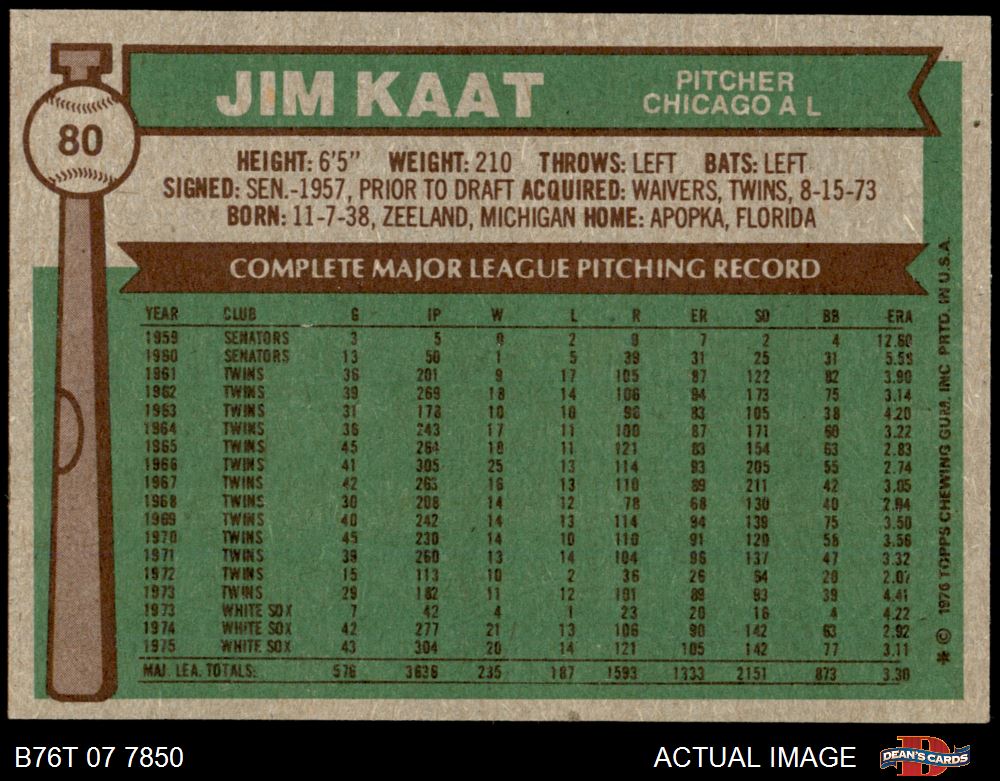 80
JIM KAAT
PITCHER
CHICAGO A L
HEIGHT: 6'5" WEIGHT: 210 THROWS: LEFT BATS: LEFT
SIGNED: SEN.-1957, PRIOR TO DRAFT ACQUIRED: WAIVERS, TWINS, 8-15-73
BORN: 11-7-38, ZEELAND, MICHIGAN HOME: APOPKA, FLORIDA
COMPLETE MAJOR LEAGUE PITCHING RECORD
YEAR CLUB G IP W L R ER SO BB ERA
1959 SENATORS 3 5 0 2 9 7 2 4 12.60
1960 SENATORS 13 50 1 5 39 31 25 31 5.58
1961 TWINS 36 201 9 17 105 87 122 82 3.90
1962 TWINS 39 269 18 14 106 94 173 75 3.14
1963 TWINS 31 178 10 10 96 83 105 38 4.20
1964 TWINS 36 243 17 11 100 87 171 60 3.22
1965 TWINS 45 264 18 11 121 83 154 63 2.83
1966 TWINS 41 305 25 13 114 93 205 55 2.74
1967 TWINS 42 263 16 13 110 89 211 42 3.05
1968 TWINS 30 208 14 12 78 68 130 40 2.94
1969 TWINS 40 242 14 13 114 94 139 75 3.50
1970 TWINS 45 230 14 10 110 91 120 58 3.56
1971 TWINS 39 260 13 14 104 96 137 47 3.32
1972 TWINS 15 113 10 2 36 26 64 20 2.07
1973 TWINS 29 182 11 12 101 89 93 39 4.41
1973 WHITE SOX 7 42 4 1 23 20 16 4 4.22
1974 WHITE SOX 42 277 21 13 106 90 142 63 2.92
1975 WHITE SOX 43 304 20 14 121 105 142 77 3.11
MAJ. LEA. TOTALS: 576 3636 235 187 1593 1333 2151 873 3.30
* © 1976 TOPPS CHEWING GUM, INC PRTD. IN U.S.A.
B76T 07 7850
ACTUAL IMAGE
DEAN'S CARDS